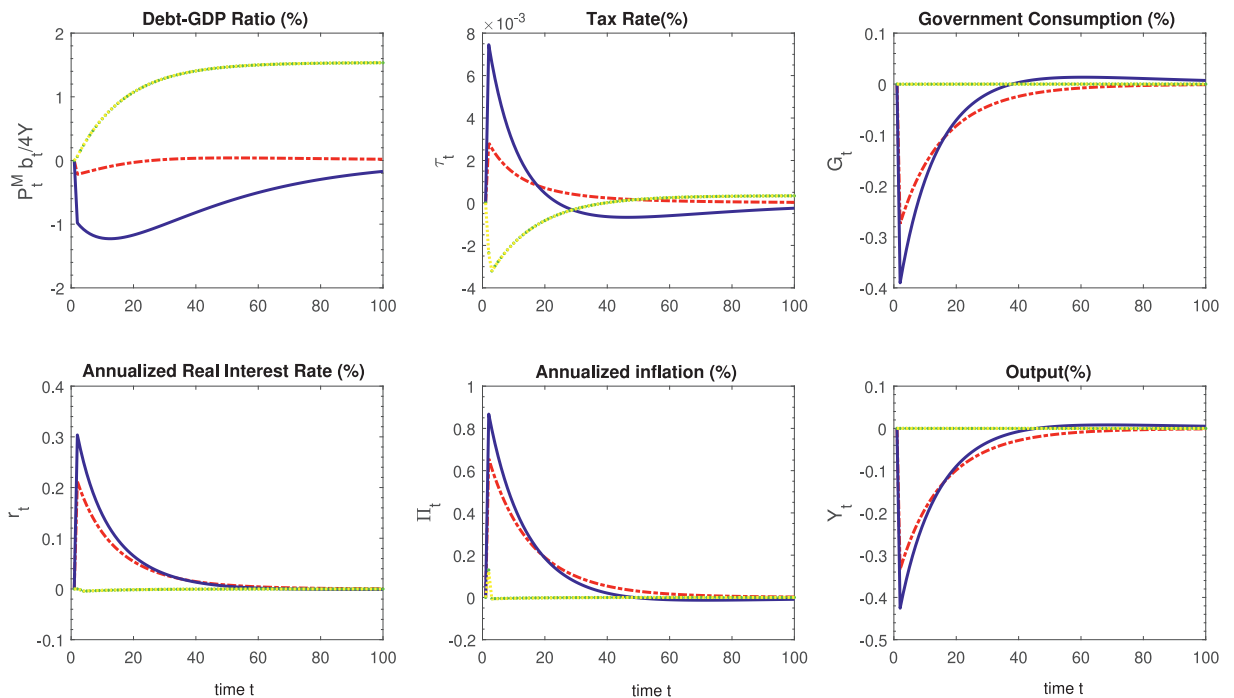 Debt-GDP Ratio (%)
P_t^M b_t/4Y
2
1
0
-1
-2
0 20 40 60 80 100
Tax Rate(%)
× 10^-3
τ_t
8
6
4
2
0
-2
-4
0 20 40 60 80 100
Government Consumption (%)
G_t
0.1
0
-0.1
-0.2
-0.3
0.4
0 20 40 60 80 100
Annualized Real Interest Rate (%)
r_t
0.4
0.3
0.2
0.1
0
-0.1
0 20 40 60 80 100
time t
Annualized inflation (%)
Π_t
1
0.8
0.6
0.4
0.2
0
-0.2
0 20 40 60 80 100
time t
Output(%)
Y_t
0.1
0
-0.1
-0.2
-0.3
-0.4
-0.5
0 20 40 60 80 100
time t